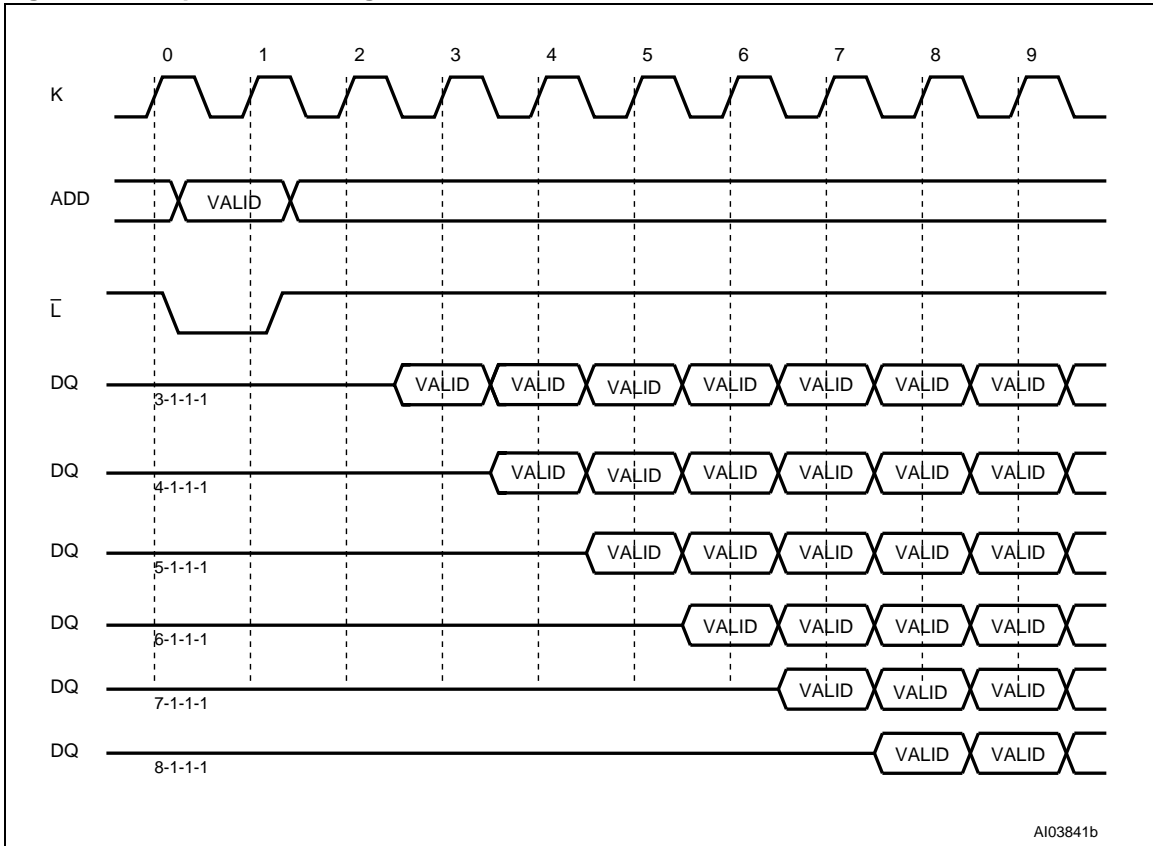 0 1 2 3 4 5 6 7 8 9
K
ADD VALID
L̅
DQ VALID VALID VALID VALID VALID VALID VALID
3-1-1-1
DQ VALID VALID VALID VALID VALID VALID
4-1-1-1
DQ VALID VALID VALID VALID VALID
5-1-1-1
DQ VALID VALID VALID VALID
6-1-1-1
DQ VALID VALID VALID
7-1-1-1
DQ VALID VALID
8-1-1-1
AI03841b